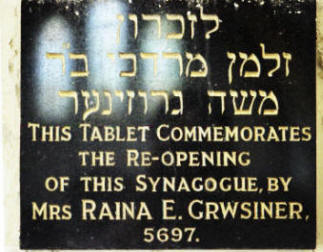 לזכרון
זלמן מרדכי בר
משה גרוזינער
THIS TABLET COMMEMORATES
THE RE-OPENING
OF THIS SYNAGOGUE, BY
MRS RAINA E. GRWSINER,
5697.